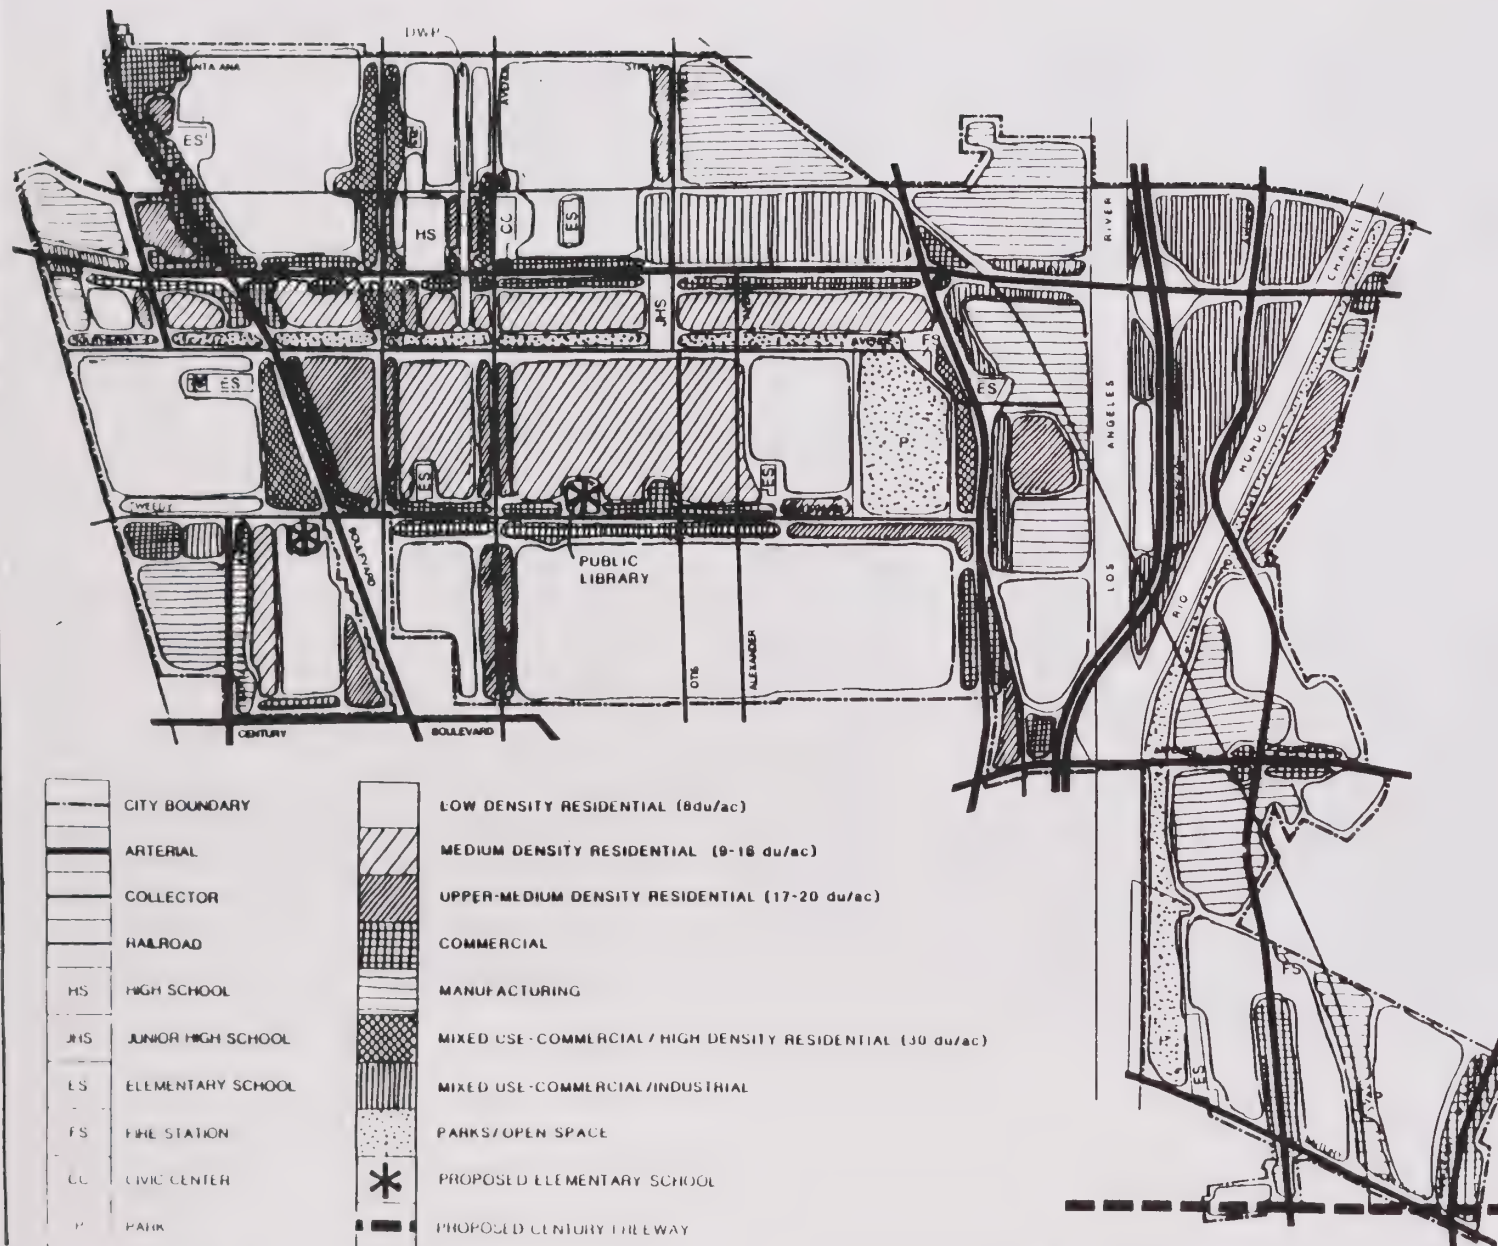 DWP
ES
HS
CC
ES
JHS
RIVER
CHANNEL
ES
FS
ES
P
ANGELES
HONDO
ES
ES
TWEEDY
BOULEVARD
PUBLIC
LIBRARY
LOS
RIO
OTIS
ALEXANDER
CENTURY
BOULEVARD
FS
ES
CITY BOUNDARY
ARTERIAL
COLLECTOR
RAILROAD
HS HIGH SCHOOL
JHS JUNIOR HIGH SCHOOL
ES ELEMENTARY SCHOOL
FS FIRE STATION
CC CIVIC CENTER
P PARK
LOW DENSITY RESIDENTIAL (8du/ac)
MEDIUM DENSITY RESIDENTIAL (9-16 du/ac)
UPPER-MEDIUM DENSITY RESIDENTIAL (17-20 du/ac)
COMMERCIAL
MANUFACTURING
MIXED USE-COMMERCIAL/HIGH DENSITY RESIDENTIAL (30 du/ac)
MIXED USE-COMMERCIAL/INDUSTRIAL
PARKS/OPEN SPACE
PROPOSED ELEMENTARY SCHOOL
PROPOSED CENTURY FREEWAY